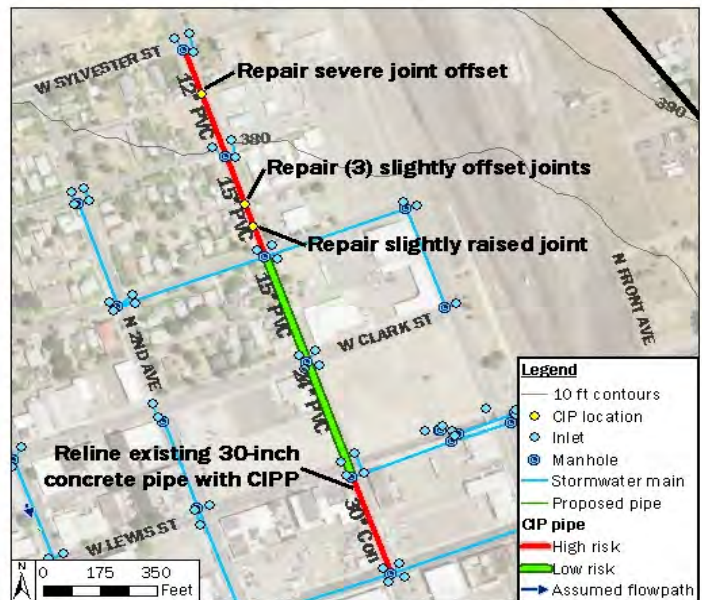 W SYLVESTER ST
Repair severe joint offset
12" PVC
390
380
Repair (3) slightly offset joints
15" PVC
Repair slightly raised joint
15" PVC
N FRONT AVE
N 2ND AVE
W CLARK ST
24" PVC
Reline existing 30-inch
concrete pipe with CIPP
30" Con
W LEWIS ST
N
0 175 350
Feet
Legend
10 ft contours
CIP location
Inlet
Manhole
Stormwater main
Proposed pipe
CIP pipe
High risk
Low risk
Assumed flowpath